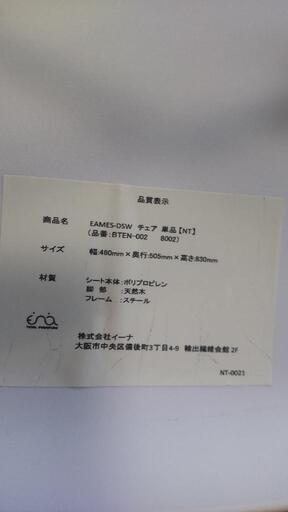 品質表示
商品名 EAMES-DSW チェア 単品【NT】
(品番:BTEN-002 8002)
サイズ 幅:460mm×奥行:505mm×高さ:830mm
材質 シート本体:ポリプロピレン
脚 部 :天然木
フレーム :スチール
ena
株式会社イーナ
大阪市中央区備後町3丁目4-9 輸出繊維会館 2F
NT-0021